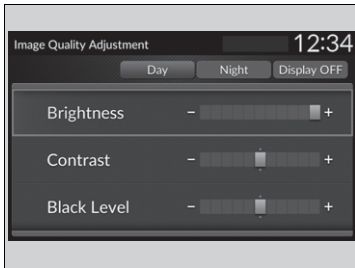 Image Quality Adjustment 12:34
Day Night Display OFF
Brightness - +
Contrast - +
Black Level - +